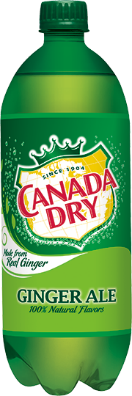 SINCE 1904
CANADA
DRY
Made from
Real Ginger
GINGER ALE
100% Natural Flavors